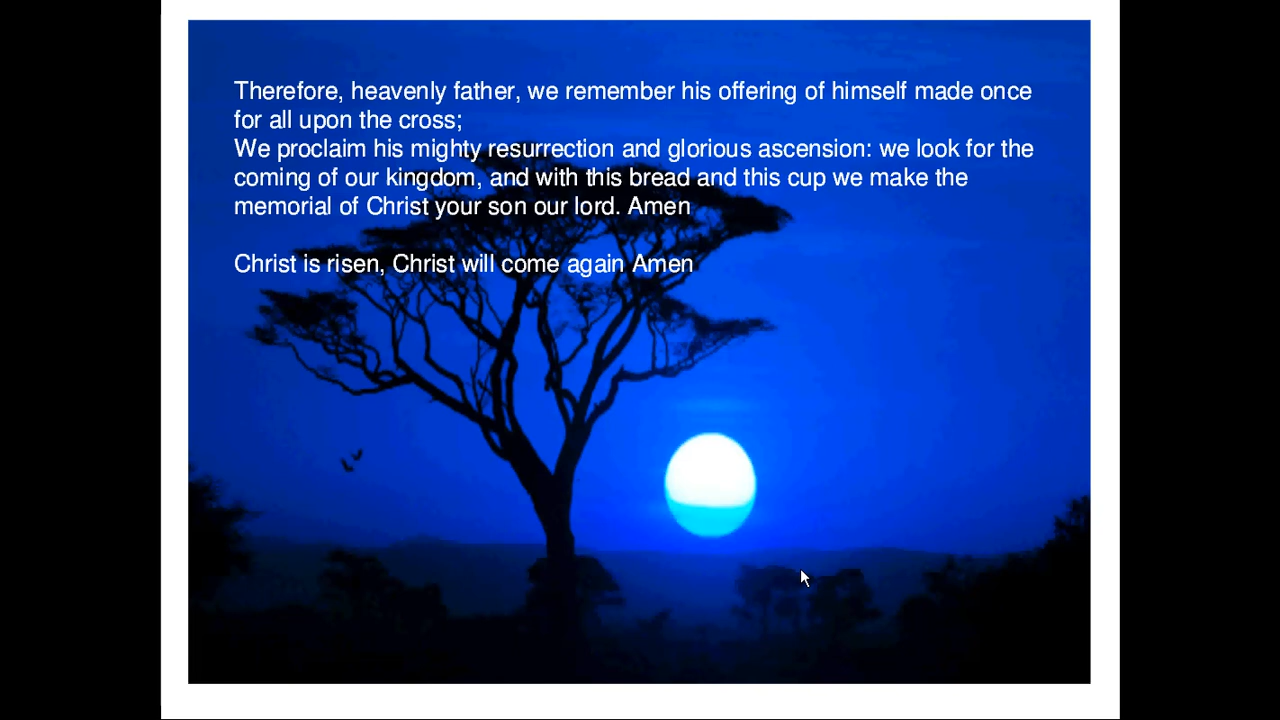 Therefore, heavenly father, we remember his offering of himself made once
for all upon the cross;
We proclaim his mighty resurrection and glorious ascension: we look for the
coming of our kingdom, and with this bread and this cup we make the
memorial of Christ your son our lord. Amen
Christ is risen, Christ will come again Amen